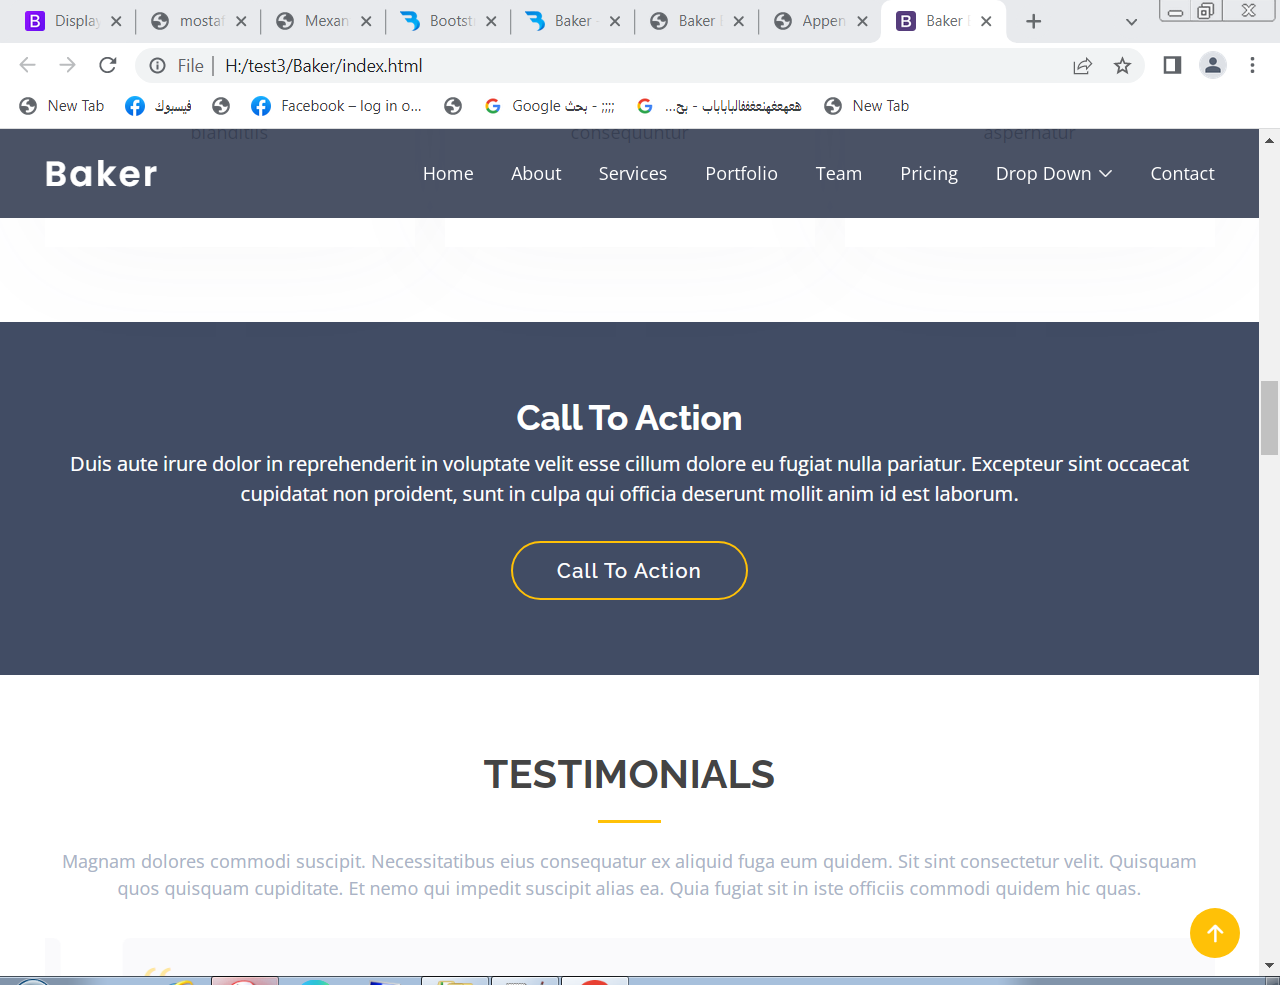 Display
mostaf
Mexan
Bootst
Baker
Baker
Appen
Baker
File
H:/test3/Baker/index.html
New Tab
فيسبوك
Facebook – log in o...
Google بحث - ;;;;
New Tab
blanditiis
consequuntur
aspernatur
Baker
Home
About
Services
Portfolio
Team
Pricing
Drop Down
Contact
Call To Action
Duis aute irure dolor in reprehenderit in voluptate velit esse cillum dolore eu fugiat nulla pariatur. Excepteur sint occaecat
cupidatat non proident, sunt in culpa qui officia deserunt mollit anim id est laborum.
Call To Action
TESTIMONIALS
Magnam dolores commodi suscipit. Necessitatibus eius consequatur ex aliquid fuga eum quidem. Sit sint consectetur velit. Quisquam
quos quisquam cupiditate. Et nemo qui impedit suscipit alias ea. Quia fugiat sit in iste officiis commodi quidem hic quas.